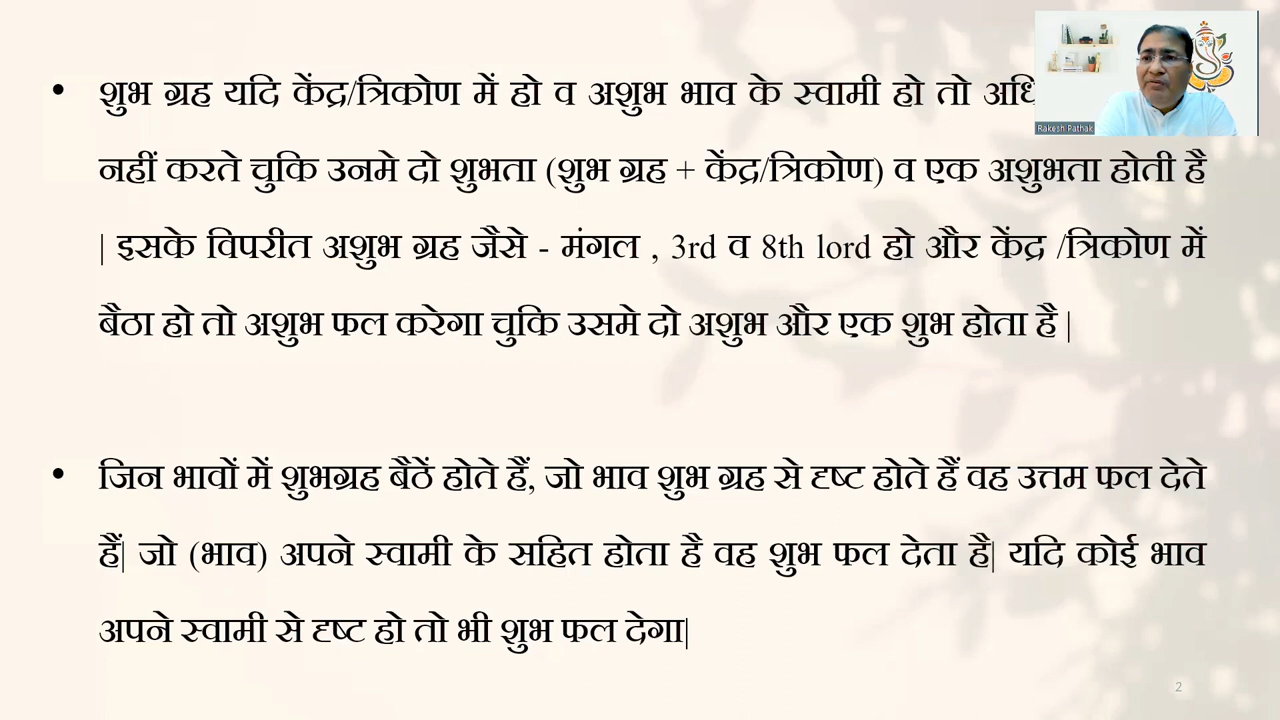 • शुभ ग्रह यदि केंद्र/त्रिकोण में हो व अशुभ भाव के स्वामी हो तो
नहीं करते चुकि उनमे दो शुभता (शुभ ग्रह + केंद्र/त्रिकोण) व एक अशुभता होती है
| इसके विपरीत अशुभ ग्रह जैसे - मंगल , 3rd व 8th lord हो और केंद्र /त्रिकोण में
बैठा हो तो अशुभ फल करेगा चुकि उसमे दो अशुभ और एक शुभ होता है |
• जिन भावों में शुभग्रह बैठें होते हैं, जो भाव शुभ ग्रह से दृष्ट होते हैं वह उत्तम फल देते
हैं| जो (भाव) अपने स्वामी के सहित होता है वह शुभ फल देता है| यदि कोई भाव
अपने स्वामी से दृष्ट हो तो भी शुभ फल देगा|
Rakesh Pathak
2